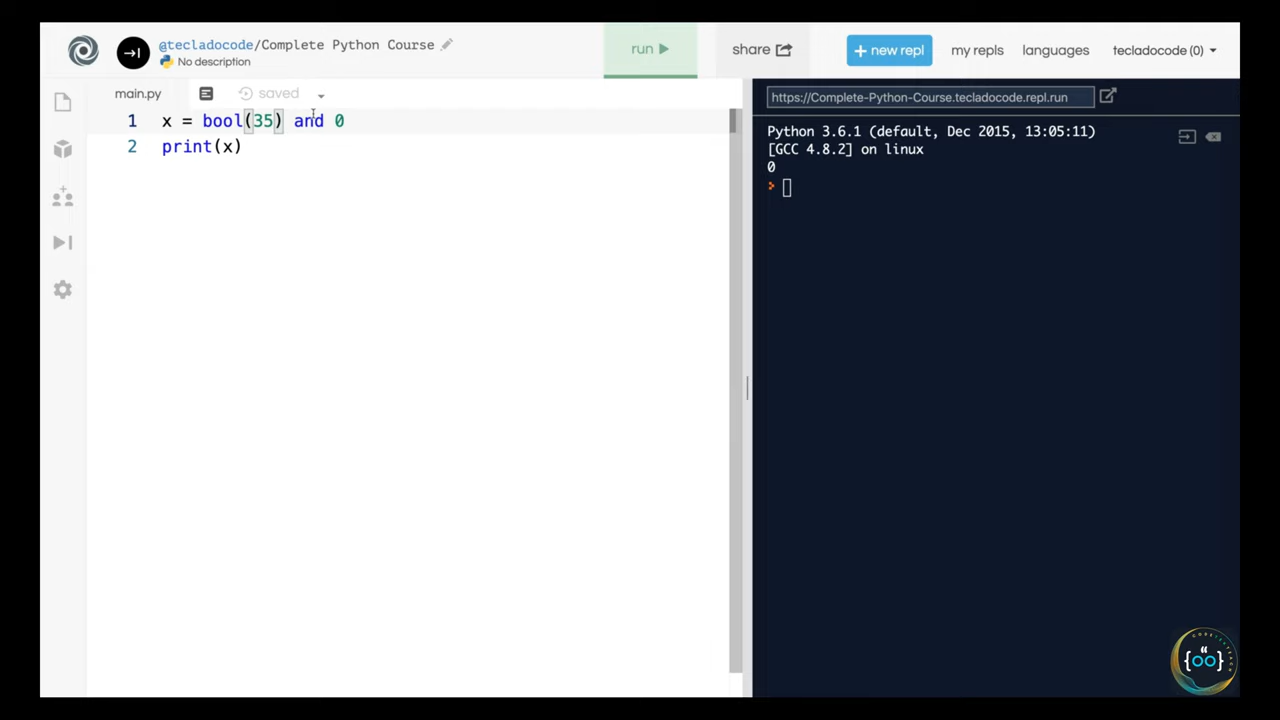 @tecladocode/Complete Python Course
No description
run
share
+ new repl
my repls
languages
tecladocode (0)
main.py
saved
https://Complete-Python-Course.tecladocode.repl.run
1 x = bool(35) and 0
2 print(x)
Python 3.6.1 (default, Dec 2015, 13:05:11)
[GCC 4.8.2] on linux
0